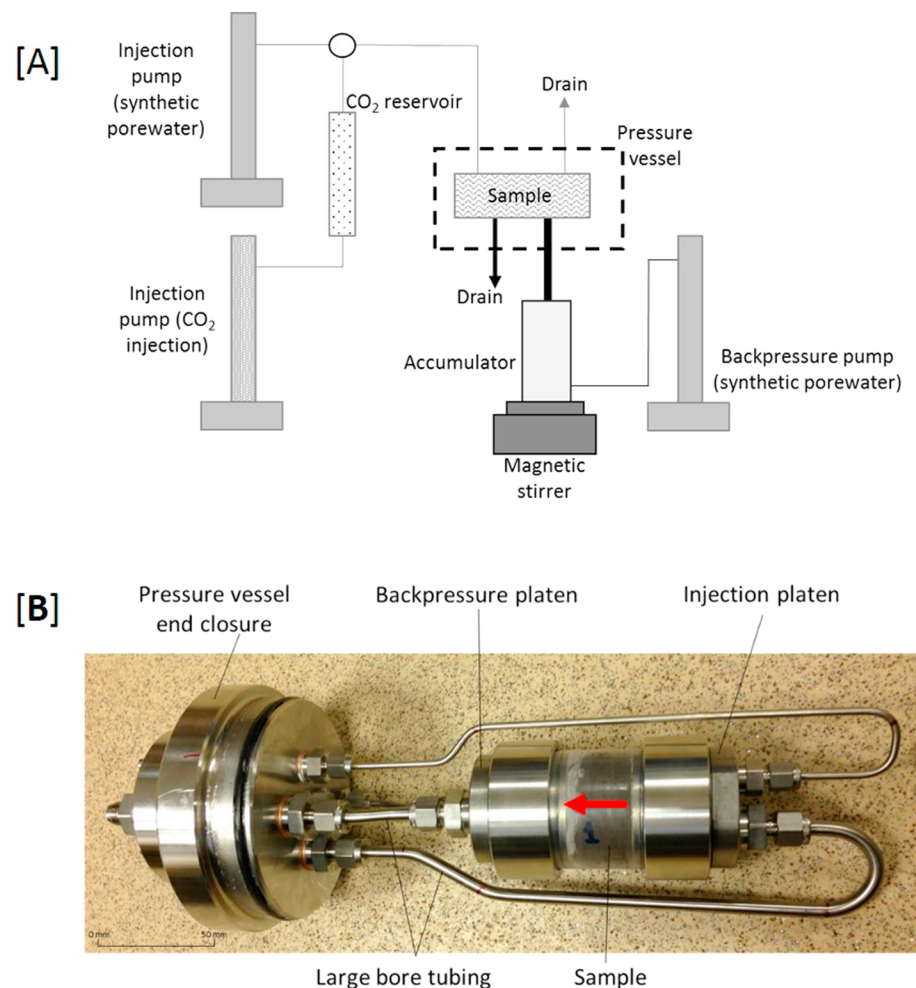 [A]
Injection
pump
(synthetic
porewater)
CO₂ reservoir
Drain
Pressure
vessel
Sample
Injection
pump (CO₂
injection)
Drain
Accumulator
Backpressure pump
(synthetic porewater)
Magnetic
stirrer
[B]
Pressure vessel
end closure
Backpressure platen
Injection platen
1
0 mm
50 mm
Large bore tubing
Sample